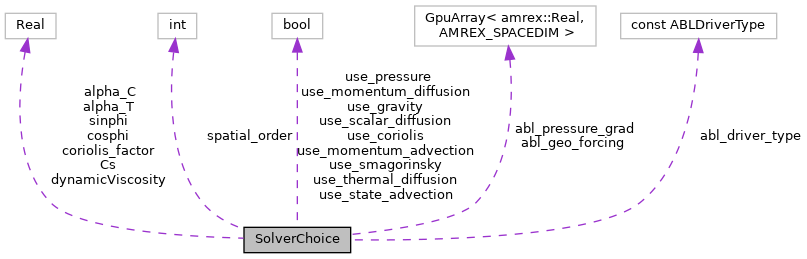 Real
int
bool
GpuArray< amrex::Real,
AMREX_SPACEDIM >
const ABLDriverType
alpha_C
alpha_T
sinphi
cosphi
coriolis_factor
Cs
dynamicViscosity
spatial_order
use_pressure
use_momentum_diffusion
use_gravity
use_scalar_diffusion
use_coriolis
use_momentum_advection
use_smagorinsky
use_thermal_diffusion
use_state_advection
abl_pressure_grad
abl_geo_forcing
abl_driver_type
SolverChoice